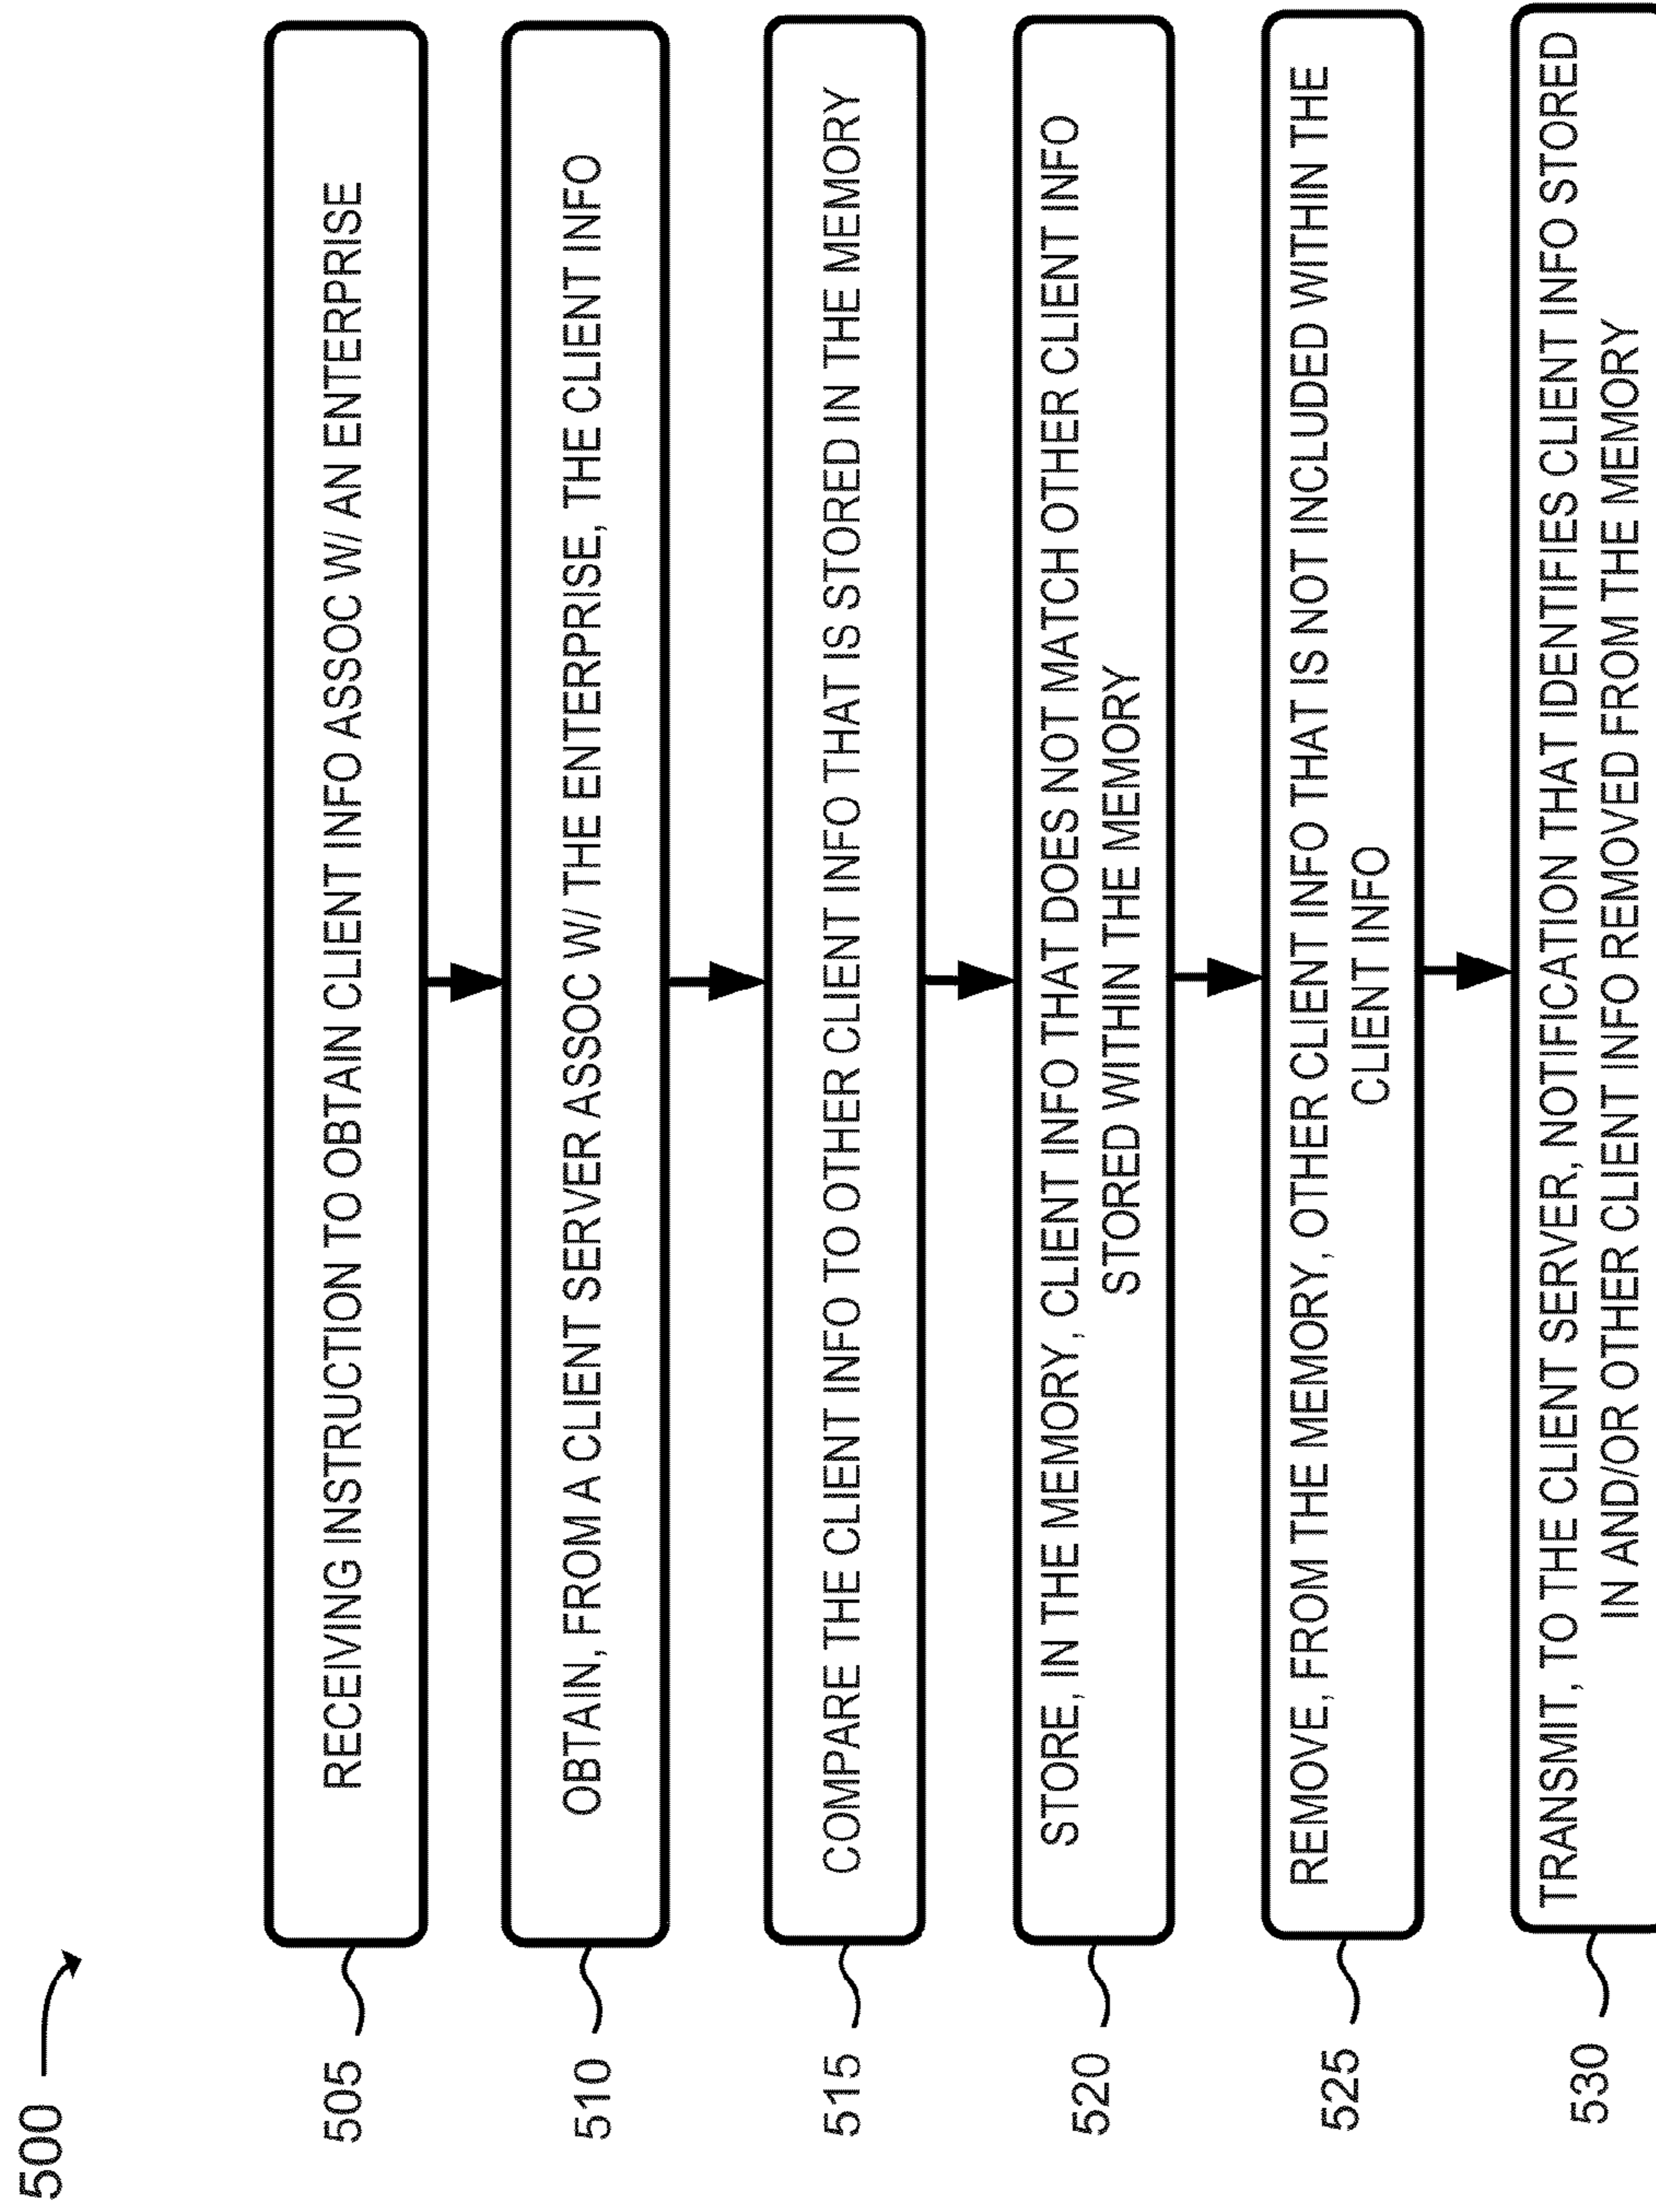 500
505
RECEIVING INSTRUCTION TO OBTAIN CLIENT INFO ASSOC W/ AN ENTERPRISE
510
OBTAIN, FROM A CLIENT SERVER ASSOC W/ THE ENTERPRISE, THE CLIENT INFO
515
COMPARE THE CLIENT INFO TO OTHER CLIENT INFO THAT IS STORED IN THE MEMORY
520
STORE, IN THE MEMORY, CLIENT INFO THAT DOES NOT MATCH OTHER CLIENT INFO
STORED WITHIN THE MEMORY
525
REMOVE, FROM THE MEMORY, OTHER CLIENT INFO THAT IS NOT INCLUDED WITHIN THE
CLIENT INFO
530
TRANSMIT, TO THE CLIENT SERVER, NOTIFICATION THAT IDENTIFIES CLIENT INFO STORED
IN AND/OR OTHER CLIENT INFO REMOVED FROM THE MEMORY